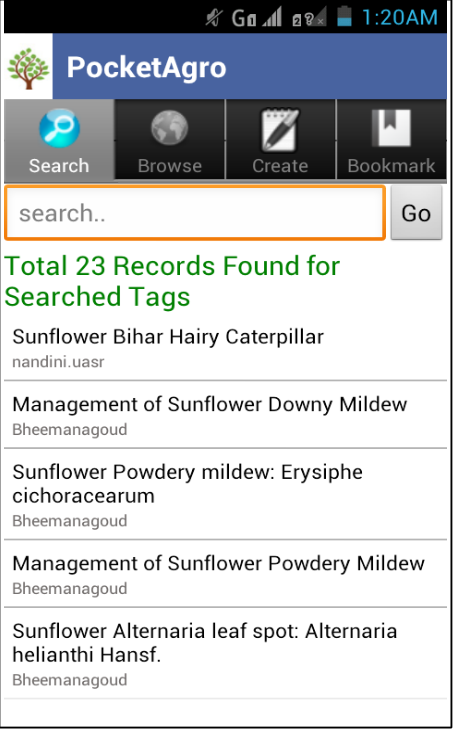 1:20AM
PocketAgro
Search Browse Create Bookmark
search.. Go
Total 23 Records Found for
Searched Tags
Sunflower Bihar Hairy Caterpillar
nandini.uasr
Management of Sunflower Downy Mildew
Bheemanagoud
Sunflower Powdery mildew: Erysiphe
cichoracearum
Bheemanagoud
Management of Sunflower Powdery Mildew
Bheemanagoud
Sunflower Alternaria leaf spot: Alternaria
helianthi Hansf.
Bheemanagoud